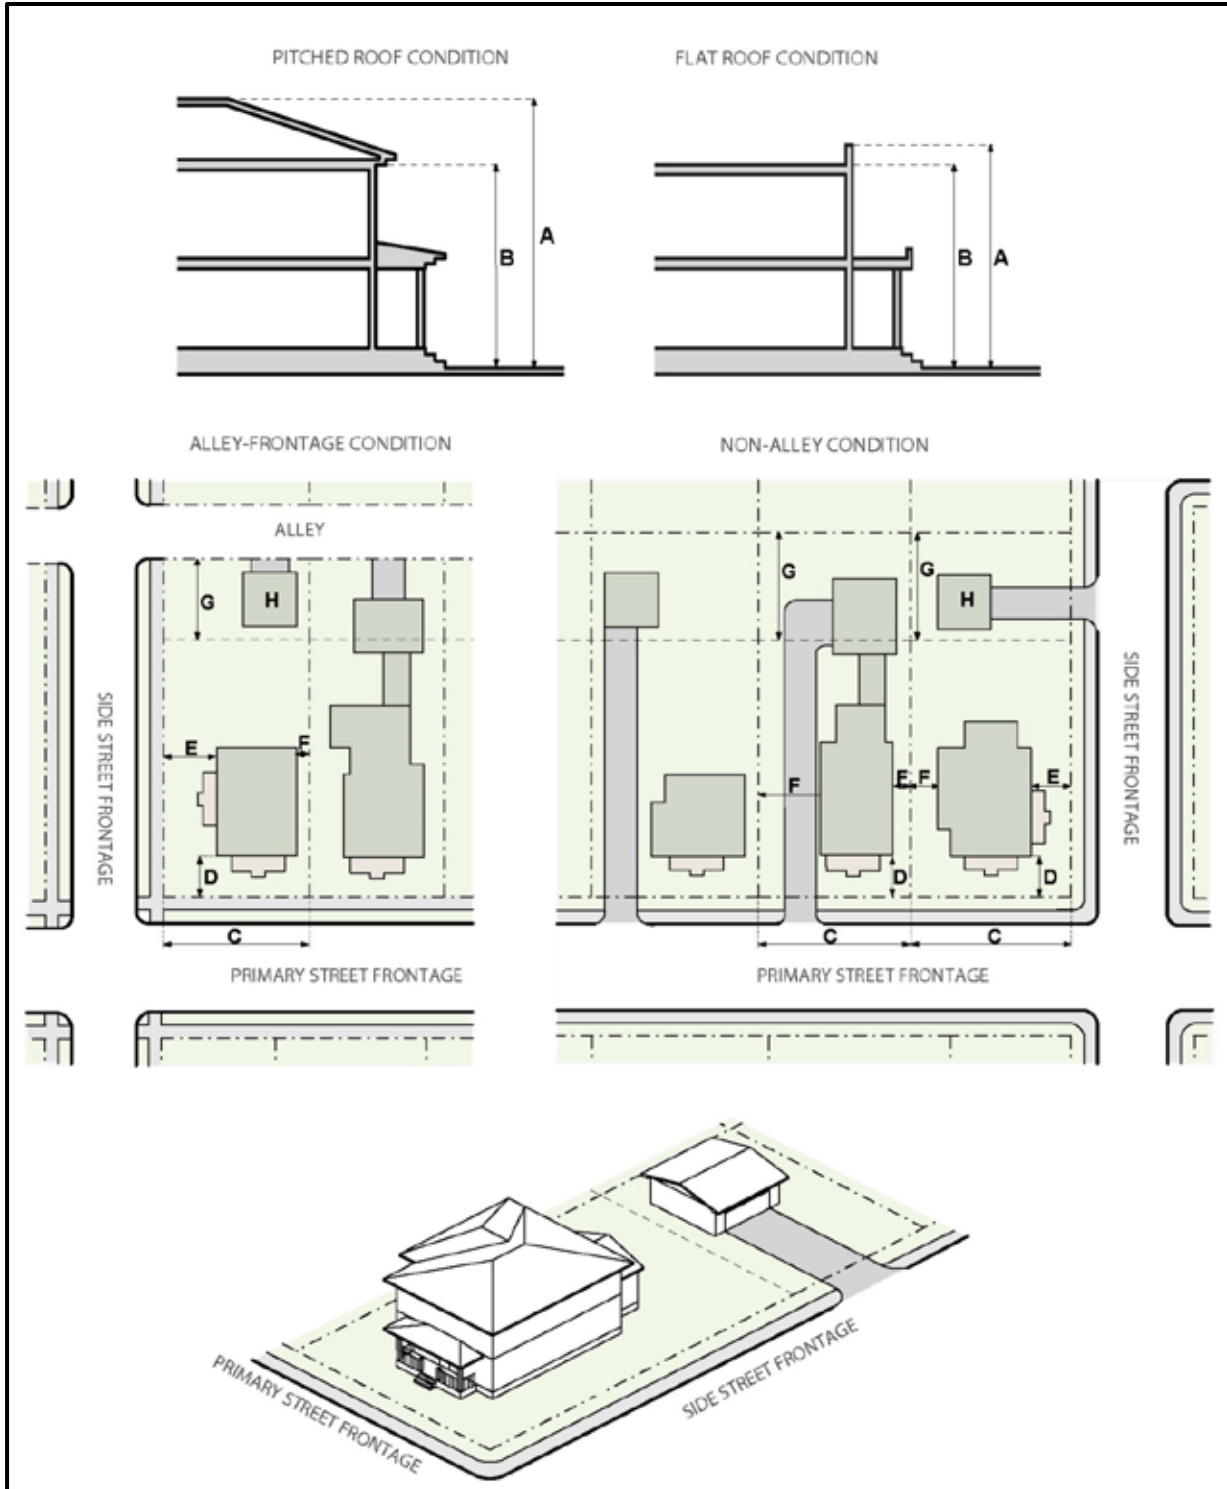 PITCHED ROOF CONDITION
FLAT ROOF CONDITION
A
B
B
A
ALLEY-FRONTAGE CONDITION
NON-ALLEY CONDITION
ALLEY
G
H
SIDE STREET FRONTAGE
E
F
D
C
PRIMARY STREET FRONTAGE
G
G
H
SIDE STREET FRONTAGE
F
F
F
E
D
D
C
C
PRIMARY STREET FRONTAGE
PRIMARY STREET FRONTAGE
SIDE STREET FRONTAGE